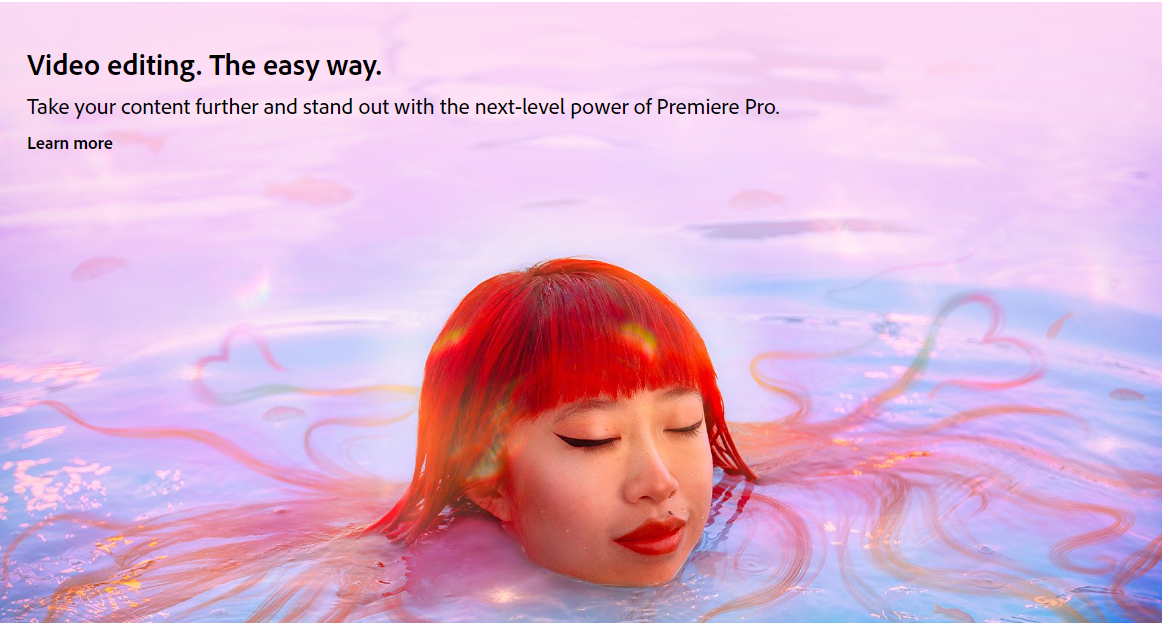 Video editing. The easy way.
Take your content further and stand out with the next-level power of Premiere Pro.
Learn more